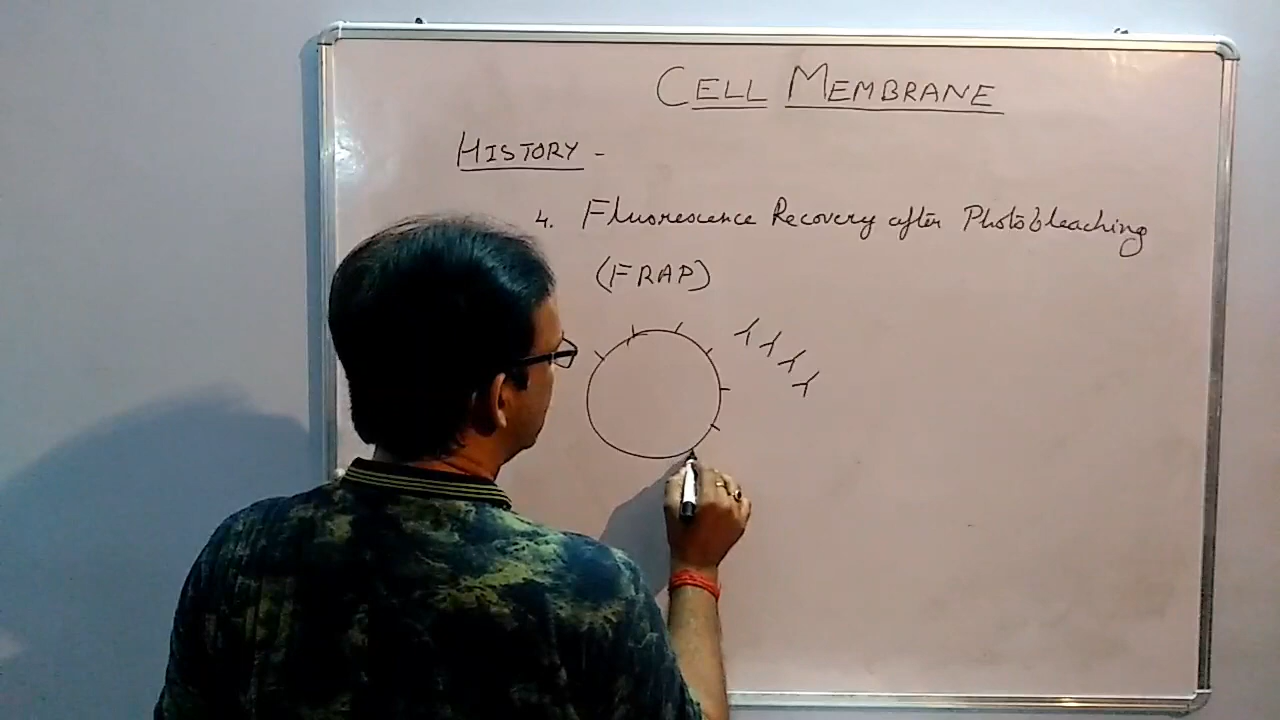 CELL MEMBRANE
HISTORY -
4. Fluorescence Recovery after Photobleaching
(FRAP)